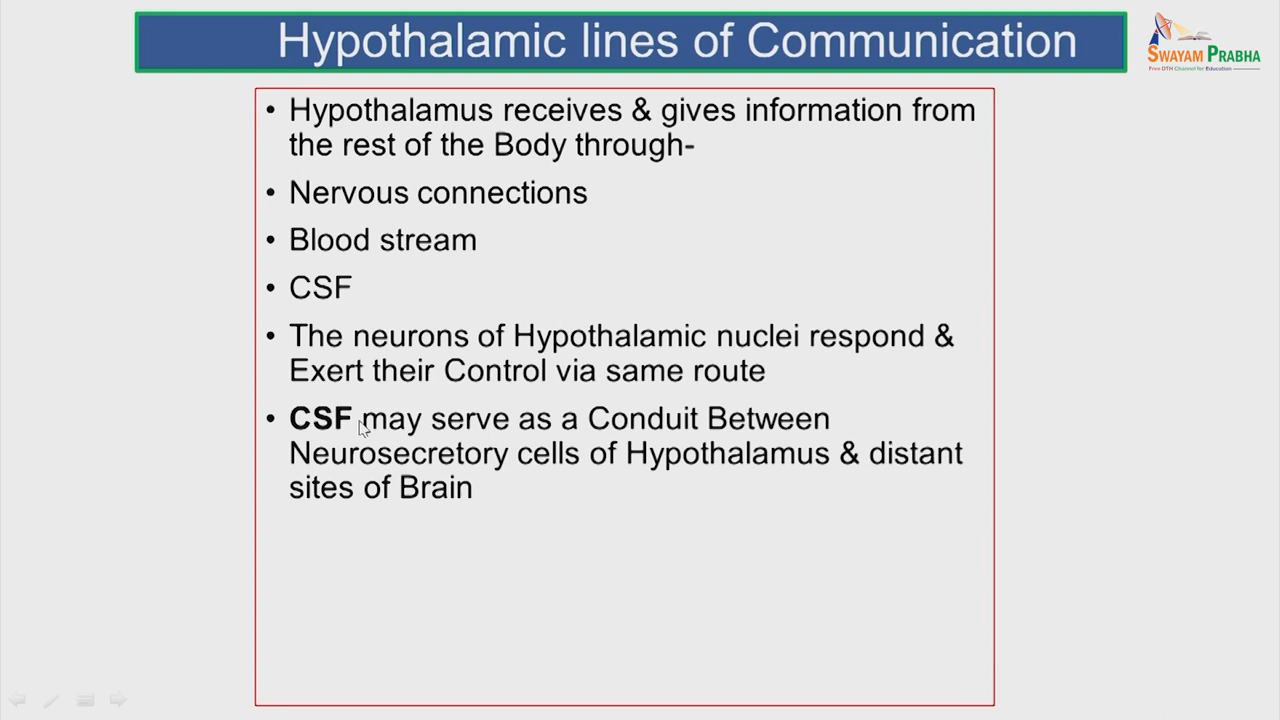 Hypothalamic lines of Communication
SWAYAM PRABHA
Free DTH Channel for Education
• Hypothalamus receives & gives information from
the rest of the Body through-
• Nervous connections
• Blood stream
• CSF
• The neurons of Hypothalamic nuclei respond &
Exert their Control via same route
• CSF may serve as a Conduit Between
Neurosecretory cells of Hypothalamus & distant
sites of Brain